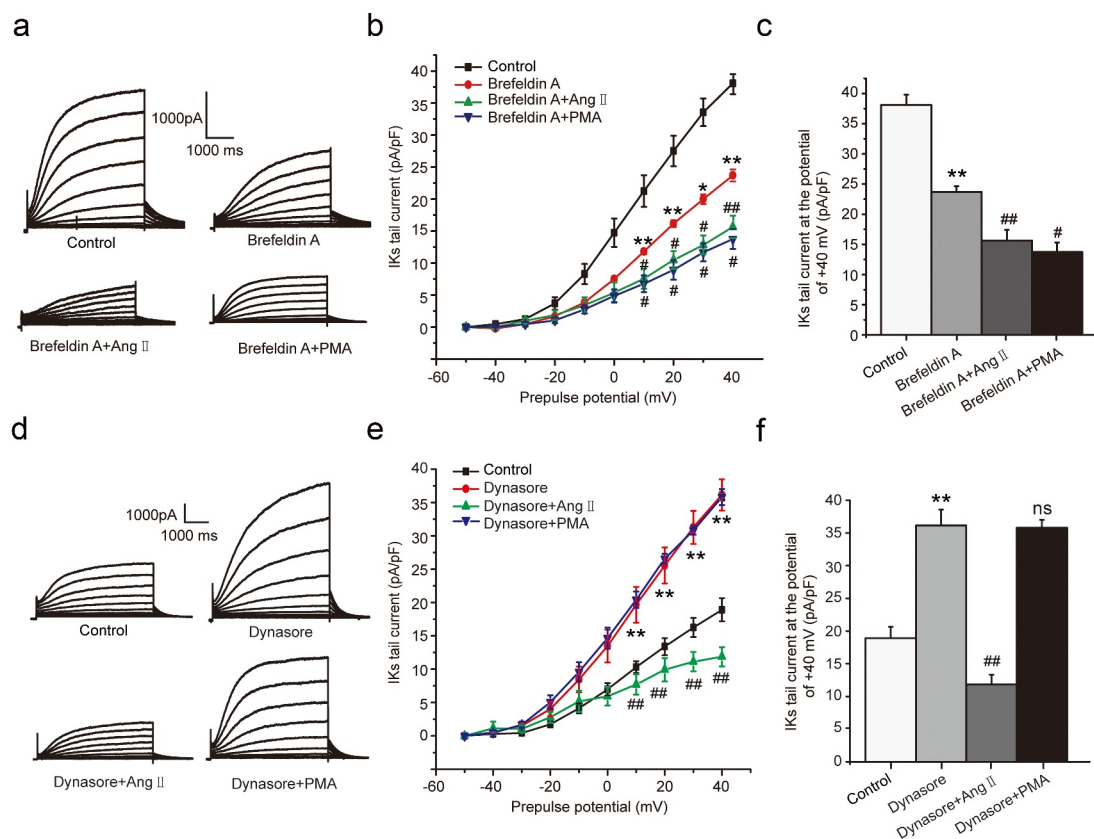 a
1000pA
1000 ms
Control
Brefeldin A
Brefeldin A+Ang Ⅱ
Brefeldin A+PMA
b
IKs tail current (pA/pF)
40
35
30
25
20
15
10
5
0
Control
Brefeldin A
Brefeldin A+Ang Ⅱ
Brefeldin A+PMA
**
*
**
**
##
#
#
#
#
#
#
#
-60
-40
-20
0
20
40
Prepulse potential (mV)
c
IKs tail current at the potential
of +40 mV (pA/pF)
40
35
30
25
20
15
10
5
0
**
##
#
Control
Brefeldin A
Brefeldin A+Ang Ⅱ
Brefeldin A+PMA
d
1000pA
1000 ms
Control
Dynasore
Dynasore+Ang Ⅱ
Dynasore+PMA
e
IKs tail current (pA/pF)
40
35
30
25
20
15
10
5
0
Control
Dynasore
Dynasore+Ang Ⅱ
Dynasore+PMA
**
**
**
**
##
##
##
##
-60
-40
-20
0
20
40
Prepulse potential (mV)
f
IKs tail current at the potential
of +40 mV (pA/pF)
40
35
30
25
20
15
10
5
0
**
##
ns
Control
Dynasore
Dynasore+Ang Ⅱ
Dynasore+PMA